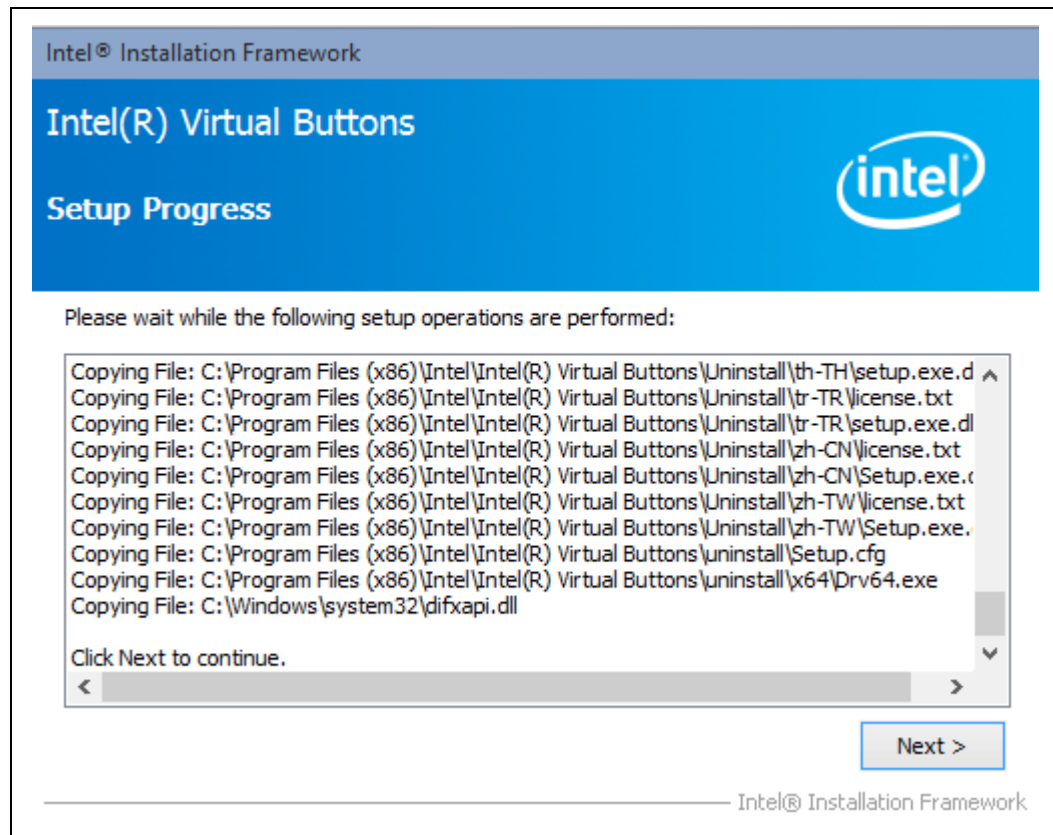 Intel® Installation Framework
Intel(R) Virtual Buttons
intel
Setup Progress
Please wait while the following setup operations are performed:
Copying File: C:\Program Files (x86)\Intel\Intel(R) Virtual Buttons\Uninstall\th-TH\setup.exe.d
Copying File: C:\Program Files (x86)\Intel\Intel(R) Virtual Buttons\Uninstall\tr-TR\license.txt
Copying File: C:\Program Files (x86)\Intel\Intel(R) Virtual Buttons\Uninstall\tr-TR\setup.exe.dl
Copying File: C:\Program Files (x86)\Intel\Intel(R) Virtual Buttons\Uninstall\zh-CN\license.txt
Copying File: C:\Program Files (x86)\Intel\Intel(R) Virtual Buttons\Uninstall\zh-CN\Setup.exe.d
Copying File: C:\Program Files (x86)\Intel\Intel(R) Virtual Buttons\Uninstall\zh-TW\license.txt
Copying File: C:\Program Files (x86)\Intel\Intel(R) Virtual Buttons\Uninstall\zh-TW\Setup.exe.
Copying File: C:\Program Files (x86)\Intel\Intel(R) Virtual Buttons\uninstall\Setup.cfg
Copying File: C:\Program Files (x86)\Intel\Intel(R) Virtual Buttons\uninstall\x64\Drv64.exe
Copying File: C:\Windows\system32\difxapi.dll
Click Next to continue.
Next >
Intel® Installation Framework